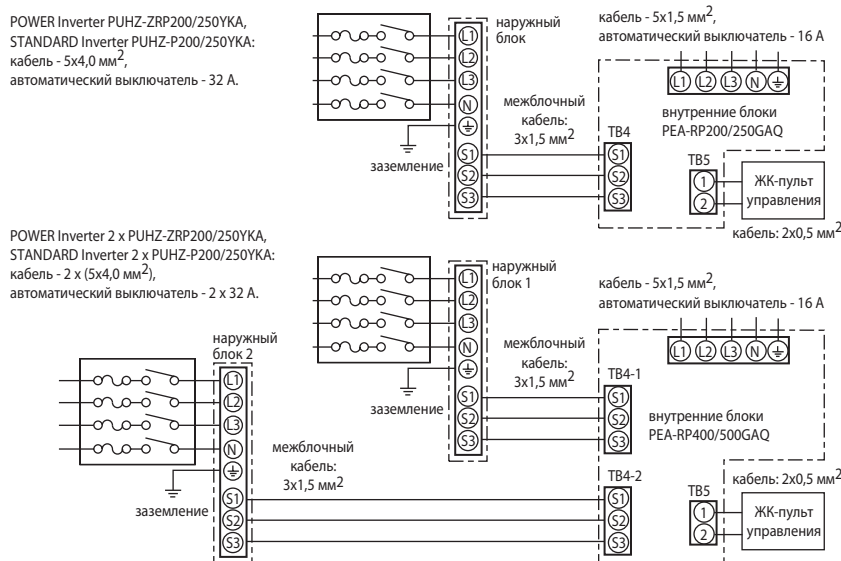 POWER Inverter PUHZ-ZRP200/250YKA,
STANDARD Inverter PUHZ-P200/250YKA:
кабель - 5х4,0 мм²,
автоматический выключатель - 32 А.
наружный
блок
L1
L2
L3
N
S1
S2
S3
заземление
межблочный
кабель:
3х1,5 мм²
кабель - 5х1,5 мм²,
автоматический выключатель - 16 А
L1 L2 L3 N
внутренние блоки
PEA-RP200/250GAQ
TB4
S1
S2
S3
TB5
1
2
ЖК-пульт
управления
кабель: 2х0,5 мм²
POWER Inverter 2 x PUHZ-ZRP200/250YKA,
STANDARD Inverter 2 x PUHZ-P200/250YKA:
кабель - 2 х (5х4,0 мм²),
автоматический выключатель - 2 х 32 А.
наружный
блок 1
L1
L2
L3
N
S1
S2
S3
заземление
межблочный
кабель:
3х1,5 мм²
кабель - 5х1,5 мм²,
автоматический выключатель - 16 А
L1 L2 L3 N
TB4-1
S1
S2
S3
внутренние блоки
PEA-RP400/500GAQ
наружный
блок 2
L1
L2
L3
N
S1
S2
S3
заземление
межблочный
кабель:
3х1,5 мм²
TB4-2
S1
S2
S3
TB5
1
2
кабель: 2х0,5 мм²
ЖК-пульт
управления